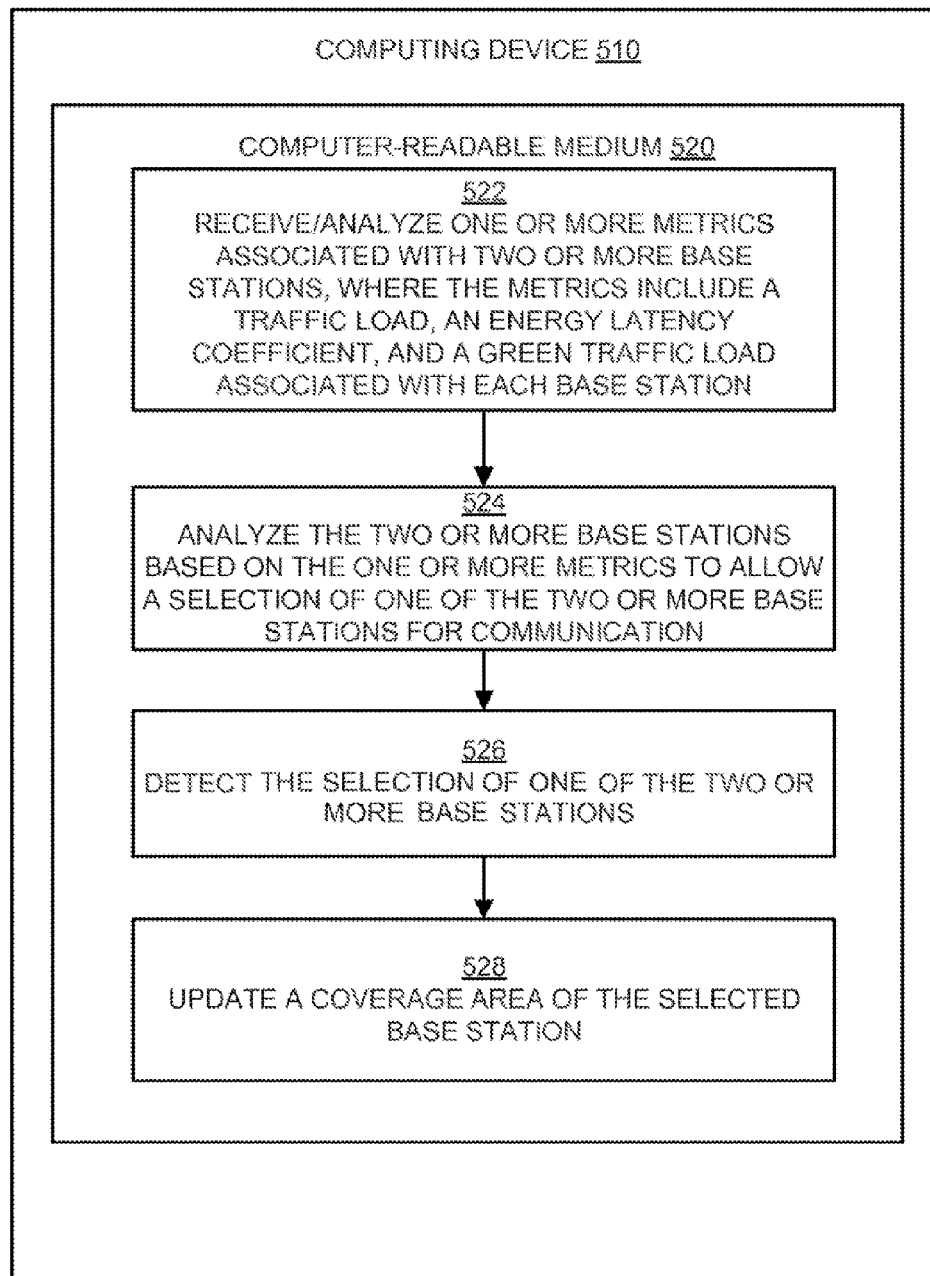 COMPUTING DEVICE 510
COMPUTER-READABLE MEDIUM 520
522
RECEIVE/ANALYZE ONE OR MORE METRICS
ASSOCIATED WITH TWO OR MORE BASE
STATIONS, WHERE THE METRICS INCLUDE A
TRAFFIC LOAD, AN ENERGY LATENCY
COEFFICIENT, AND A GREEN TRAFFIC LOAD
ASSOCIATED WITH EACH BASE STATION
524
ANALYZE THE TWO OR MORE BASE STATIONS
BASED ON THE ONE OR MORE METRICS TO ALLOW
A SELECTION OF ONE OF THE TWO OR MORE BASE
STATIONS FOR COMMUNICATION
526
DETECT THE SELECTION OF ONE OF THE TWO OR
MORE BASE STATIONS
528
UPDATE A COVERAGE AREA OF THE SELECTED
BASE STATION